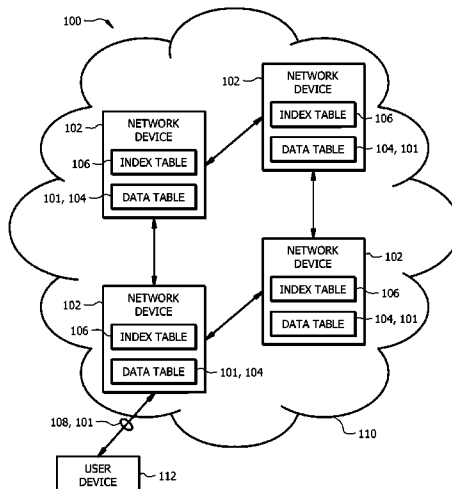 100
102
NETWORK
DEVICE
INDEX TABLE
106
DATA TABLE
104, 101
102
NETWORK
DEVICE
106
INDEX TABLE
101, 104
DATA TABLE
102
NETWORK
DEVICE
INDEX TABLE
106
DATA TABLE
104, 101
102
NETWORK
DEVICE
106
INDEX TABLE
DATA TABLE
101, 104
108, 101
110
USER
DEVICE
112